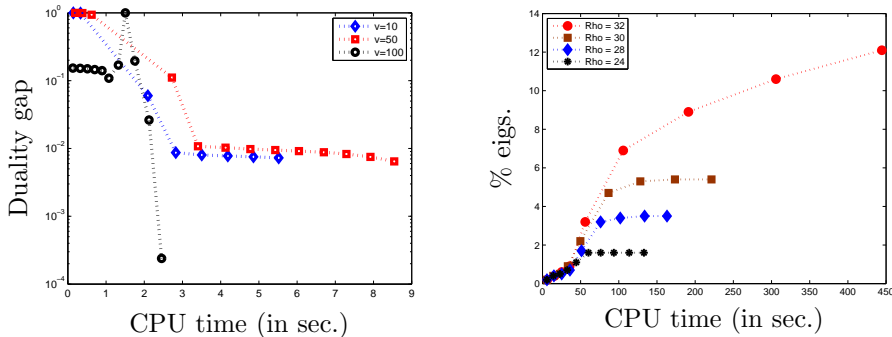 Duality gap
10^0
10^-1
10^-2
10^-3
10^-4
0 1 2 3 4 5 6 7 8 9
CPU time (in sec.)
v=10
v=50
v=100
% eigs.
14
12
10
8
6
4
2
0
0 50 100 150 200 250 300 350 400 450
CPU time (in sec.)
Rho = 32
Rho = 30
Rho = 28
Rho = 24